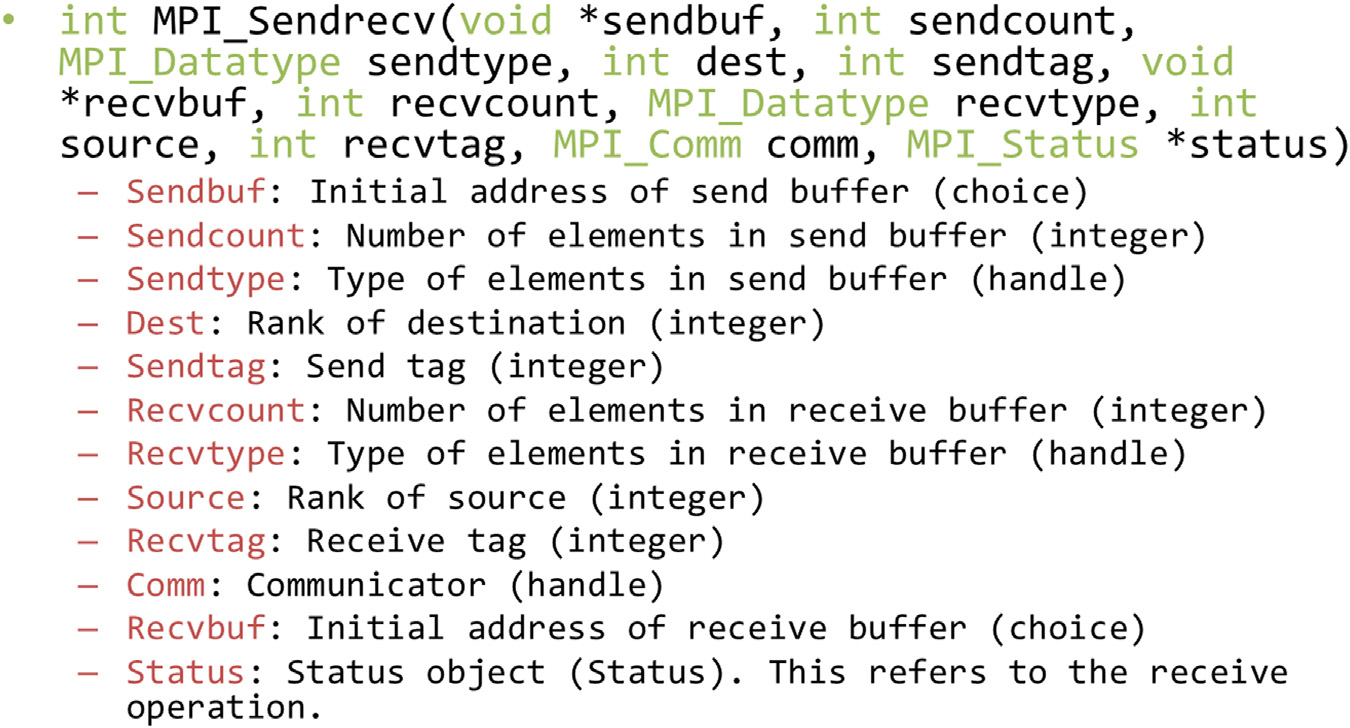 • int MPI_Sendrecv(void *sendbuf, int sendcount,
MPI_Datatype sendtype, int dest, int sendtag, void
*recvbuf, int recvcount, MPI_Datatype recvtype, int
source, int recvtag, MPI_Comm comm, MPI_Status *status)
– Sendbuf: Initial address of send buffer (choice)
– Sendcount: Number of elements in send buffer (integer)
– Sendtype: Type of elements in send buffer (handle)
– Dest: Rank of destination (integer)
– Sendtag: Send tag (integer)
– Recvcount: Number of elements in receive buffer (integer)
– Recvtype: Type of elements in receive buffer (handle)
– Source: Rank of source (integer)
– Recvtag: Receive tag (integer)
– Comm: Communicator (handle)
– Recvbuf: Initial address of receive buffer (choice)
– Status: Status object (Status). This refers to the receive
operation.